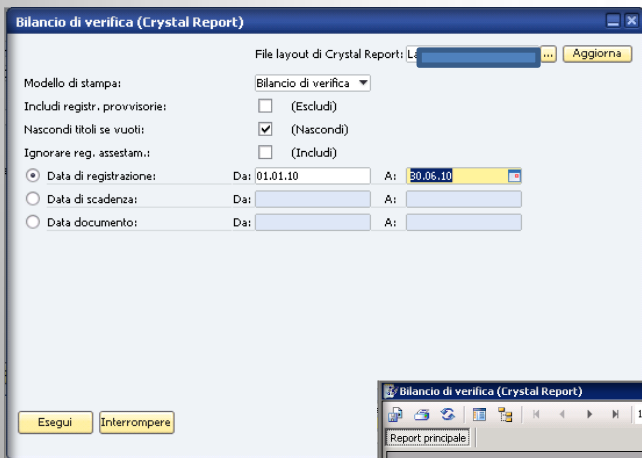 Bilancio di verifica (Crystal Report)
File layout di Crystal Report: ... Aggiorna
Modello di stampa: Bilancio di verifica
Includi registr. provvisorie: (Escludi)
Nascondi titoli se vuoti: (Nascondi)
Ignorare reg. assestam.: (Includi)
Data di registrazione: Da: 01.01.10 A: 30.06.10
Data di scadenza: Da: A:
Data documento: Da: A:
Esegui Interrompere
Bilancio di verifica (Crystal Report)
1
Report principale